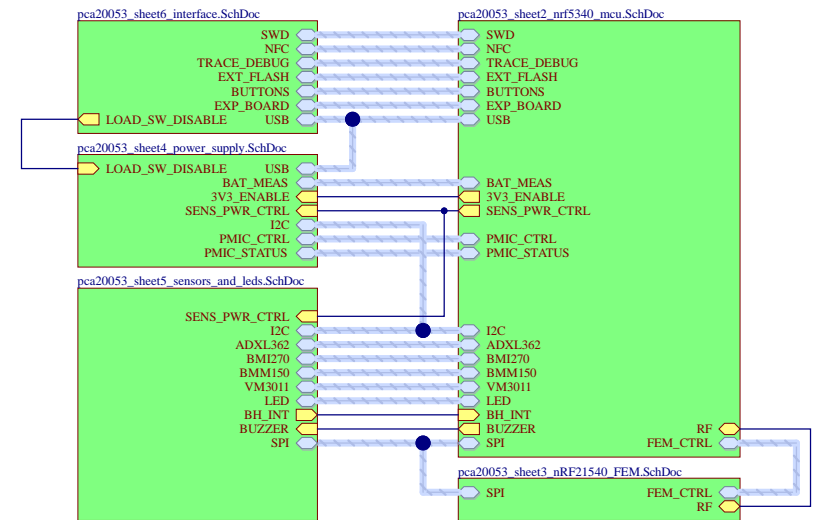 pca20053_sheet6_interface.SchDoc
SWD
NFC
TRACE_DEBUG
EXT_FLASH
BUTTONS
EXP_BOARD
LOAD_SW_DISABLE USB
pca20053_sheet4_power_supply.SchDoc
LOAD_SW_DISABLE USB
BAT_MEAS
3V3_ENABLE
SENS_PWR_CTRL
I2C
PMIC_CTRL
PMIC_STATUS
pca20053_sheet5_sensors_and_leds.SchDoc
SENS_PWR_CTRL
I2C
ADXL362
BMI270
BMM150
VM3011
LED
BH_INT
BUZZER
SPI
pca20053_sheet2_nrf5340_mcu.SchDoc
SWD
NFC
TRACE_DEBUG
EXT_FLASH
BUTTONS
EXP_BOARD
USB
BAT_MEAS
3V3_ENABLE
SENS_PWR_CTRL
PMIC_CTRL
PMIC_STATUS
I2C
ADXL362
BMI270
BMM150
VM3011
LED
BH_INT
BUZZER RF
SPI FEM_CTRL
pca20053_sheet3_nRF21540_FEM.SchDoc
SPI FEM_CTRL
RF